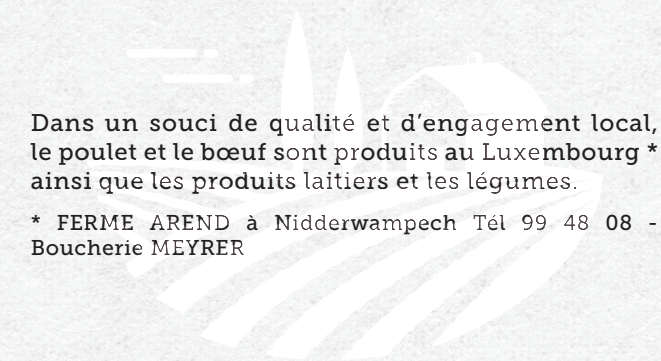 Dans un souci de qualité et d'engagement local,
le poulet et le bœuf sont produits au Luxembourg *
ainsi que les produits laitiers et les légumes.
* FERME AREND à Nidderwampech Tél 99 48 08 -
Boucherie MEYRER